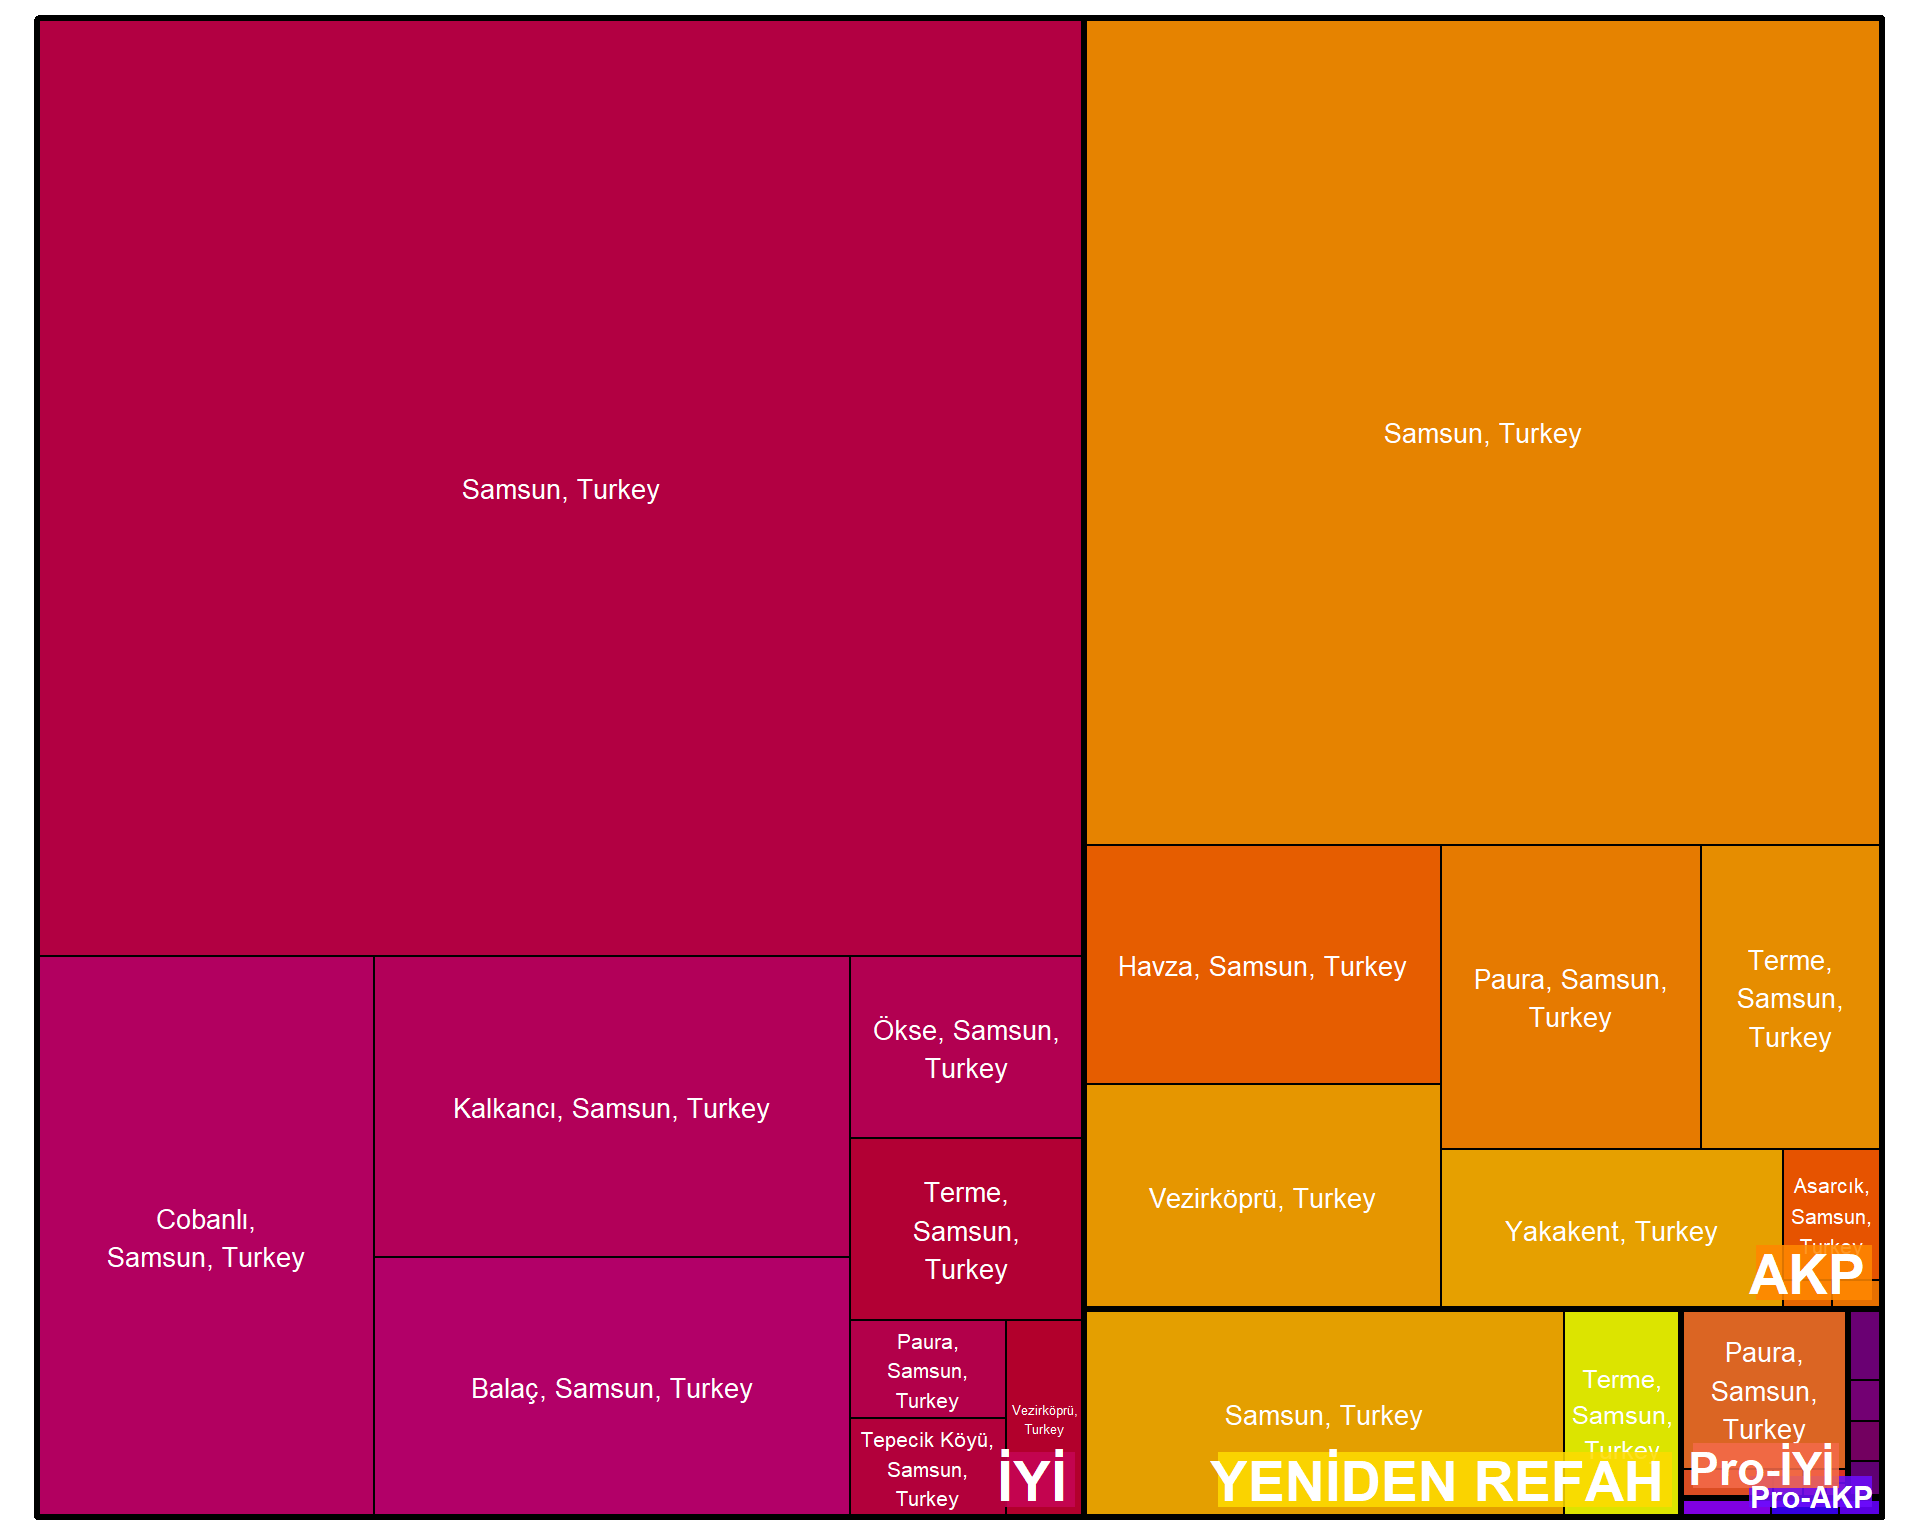 Samsun, Turkey
Cobanlı,
Samsun, Turkey
Kalkancı, Samsun, Turkey
Balaç, Samsun, Turkey
Ökse, Samsun,
Turkey
Terme,
Samsun,
Turkey
Paura,
Samsun,
Turkey
Tepecik Köyü,
Samsun,
Turkey
Vezirköprü,
Turkey
İYİ
Samsun, Turkey
Havza, Samsun, Turkey
Vezirköprü, Turkey
Paura, Samsun,
Turkey
Terme,
Samsun,
Turkey
Yakakent, Turkey
Asarcık,
Samsun,
Turkey
AKP
Samsun, Turkey
Terme,
Samsun,
Turkey
YENİDEN REFAH
Paura,
Samsun,
Turkey
Pro-İYİ
Pro-AKP